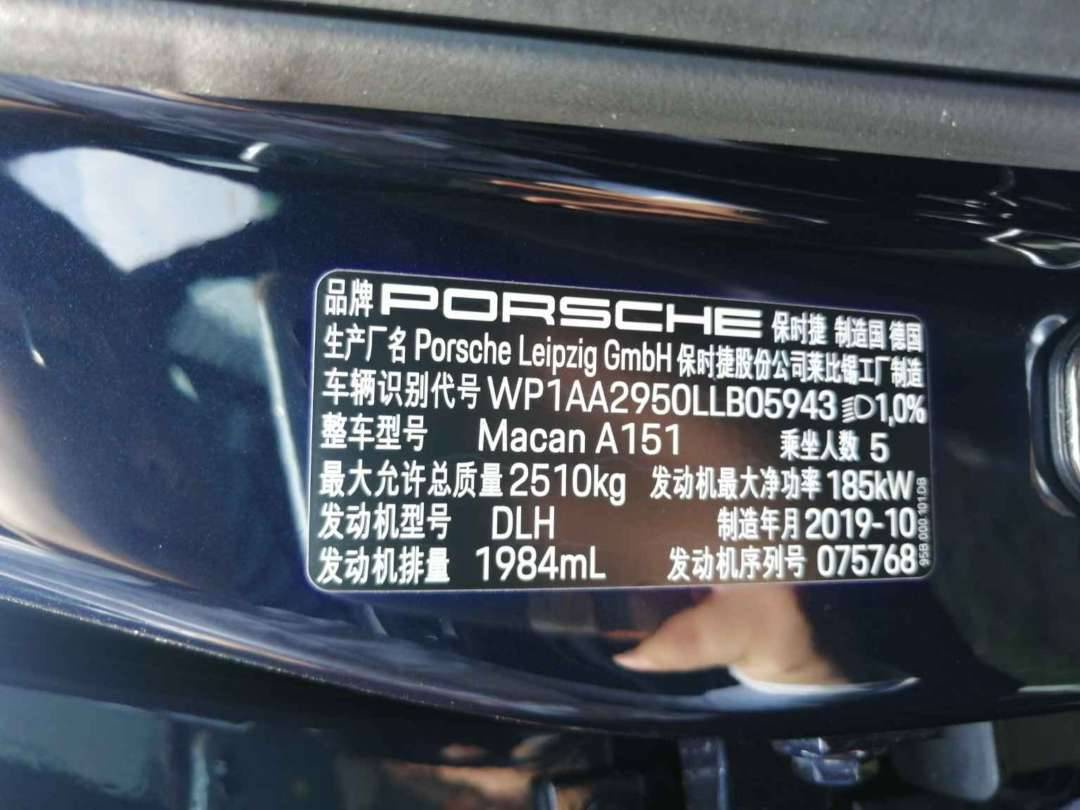 品牌 PORSCHE 保时捷 制造国 德国
生产厂名 Porsche Leipzig GmbH 保时捷股份公司莱比锡工厂制造
车辆识别代号 WP1AA2950LLB05943 1,0%
整车型号 Macan A151 乘坐人数 5
最大允许总质量 2510kg 发动机最大净功率 185kW
发动机型号 DLH 制造年月 2019-10
发动机排量 1984mL 发动机序列号 075768
95B.000.101.DB